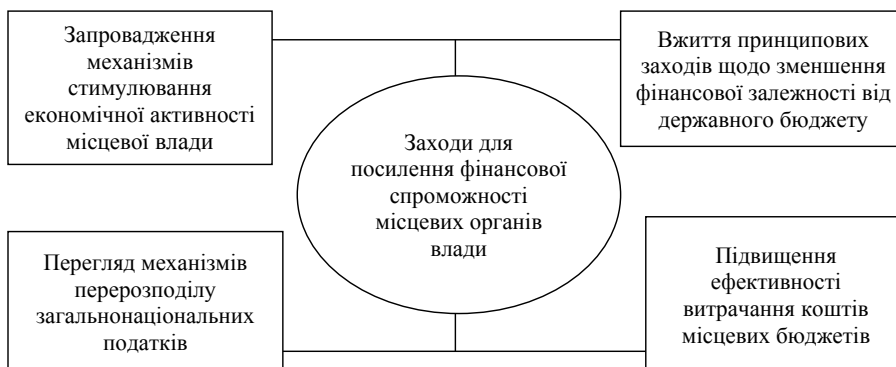 Запровадження
механізмів
стимулювання
економічної активності
місцевої влади
Вжиття принципових
заходів щодо зменшення
фінансової залежності від
державного бюджету
Заходи для
посилення фінансової
спроможності
місцевих органів
влади
Перегляд механізмів
перерозподілу
загальнонаціональних
податків
Підвищення
ефективності
витрачання коштів
місцевих бюджетів